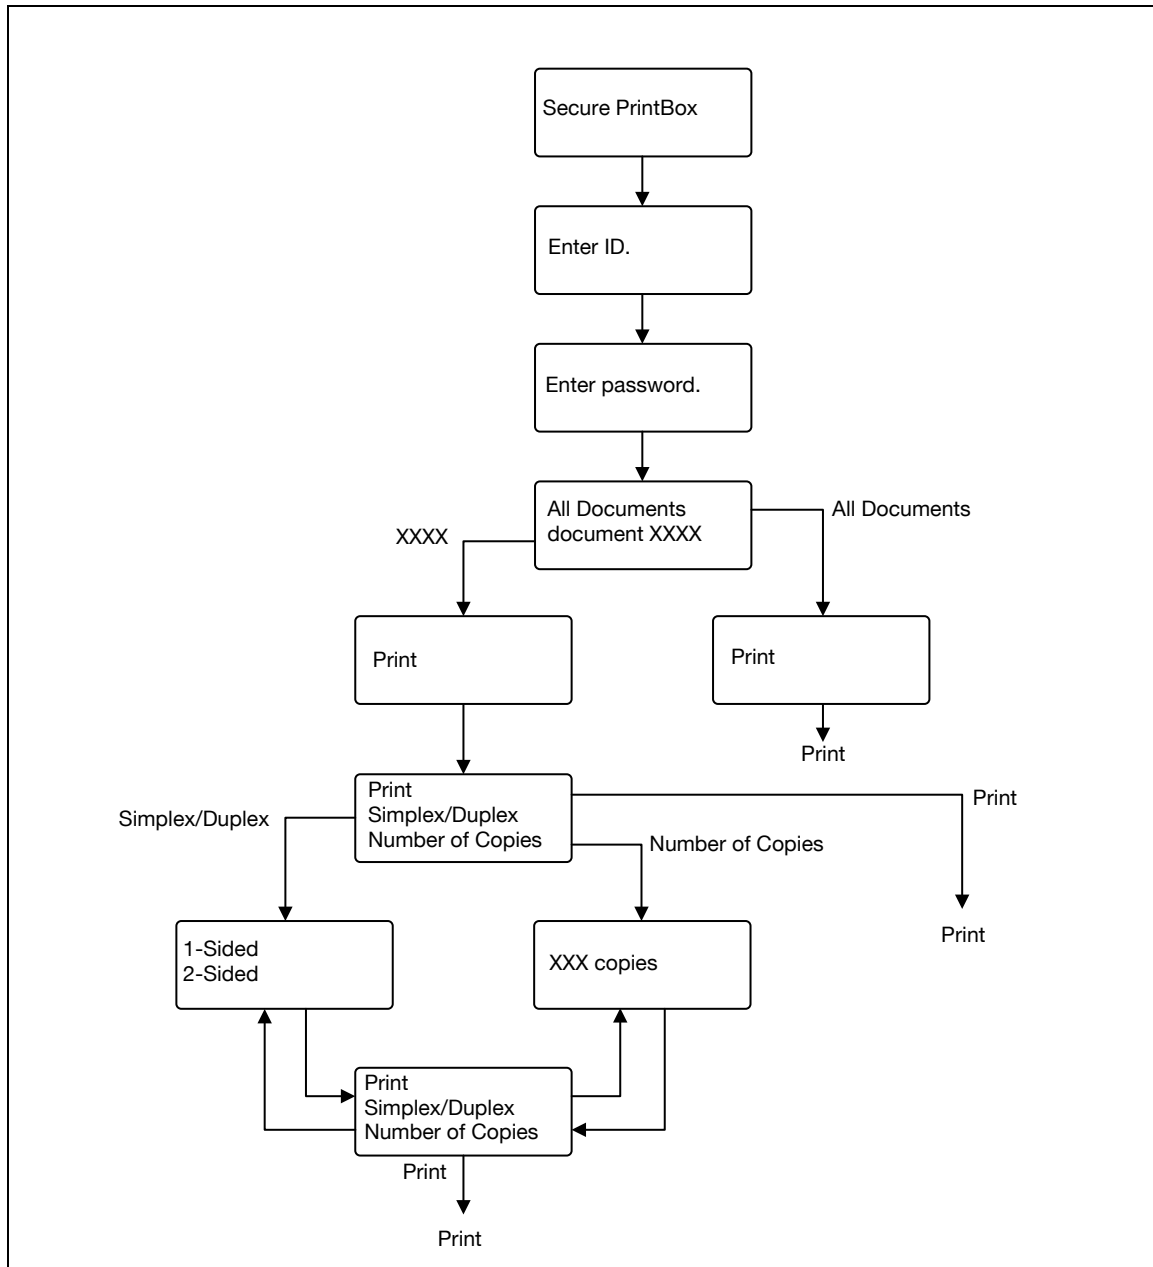 Secure PrintBox
Enter ID.
Enter password.
All Documents
document XXXX
All Documents
XXXX
Print
Print
Print
Print
Simplex/Duplex
Number of Copies
Print
Simplex/Duplex
Number of Copies
Print
1-Sided
2-Sided
XXX copies
Print
Simplex/Duplex
Number of Copies
Print
Print